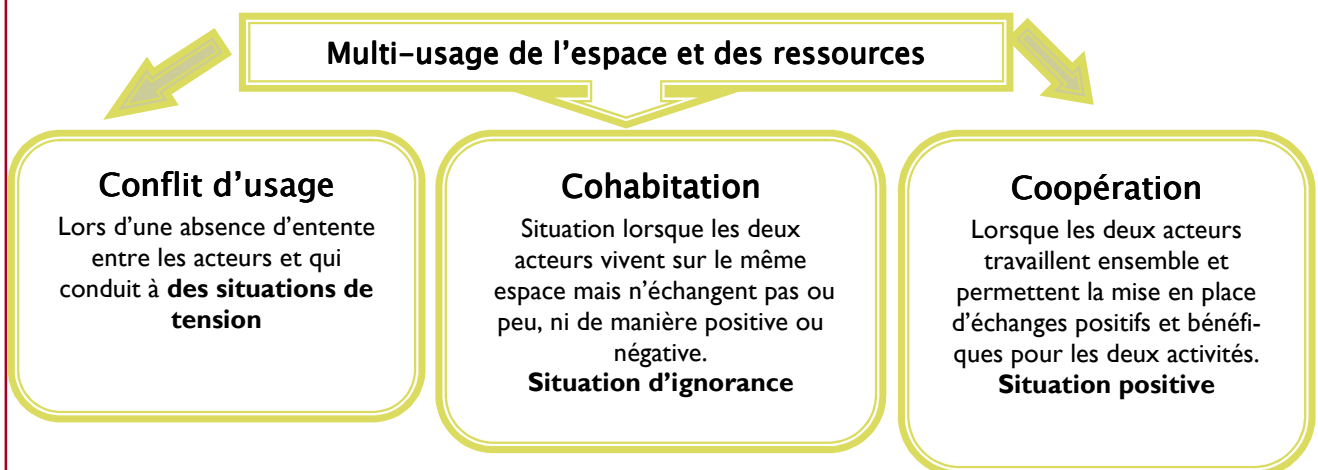 Multi-usage de l’espace et des ressources
Conflit d’usage
Lors d’une absence d’entente
entre les acteurs et qui
conduit à des situations de
tension
Cohabitation
Situation lorsque les deux
acteurs vivent sur le même
espace mais n’échangent pas ou
peu, ni de manière positive ou
négative.
Situation d’ignorance
Coopération
Lorsque les deux acteurs
travaillent ensemble et
permettent la mise en place
d’échanges positifs et bénéfi-
ques pour les deux activités.
Situation positive